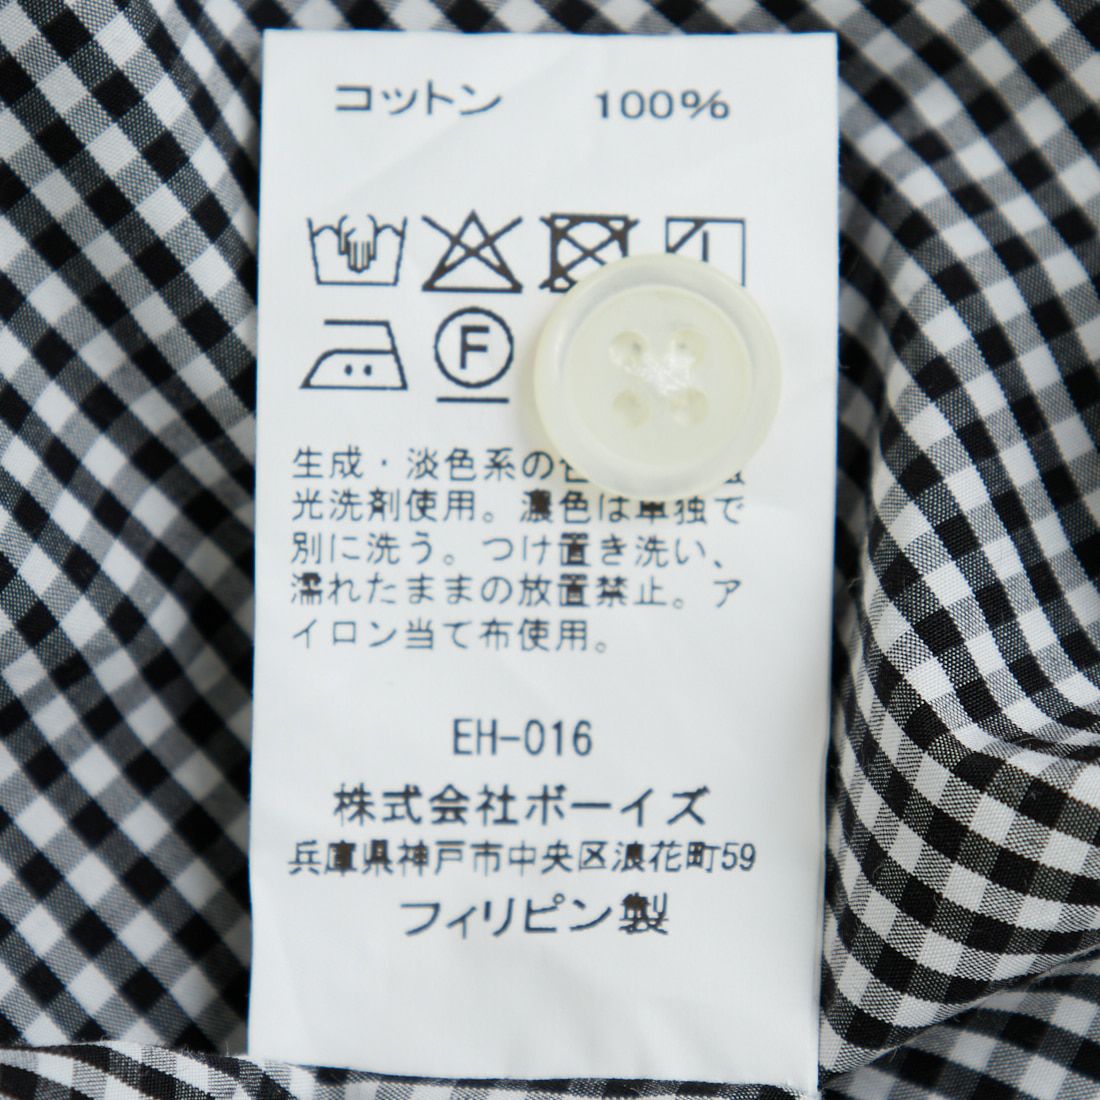 コットン 100%
F
生成・淡色系の
光洗剤使用。濃色は単独で
別に洗う。つけ置き洗い、
濡れたままの放置禁止。ア
イロン当て布使用。
EH-016
株式会社ボーイズ
兵庫県神戸市中央区浪花町59
フィリピン製